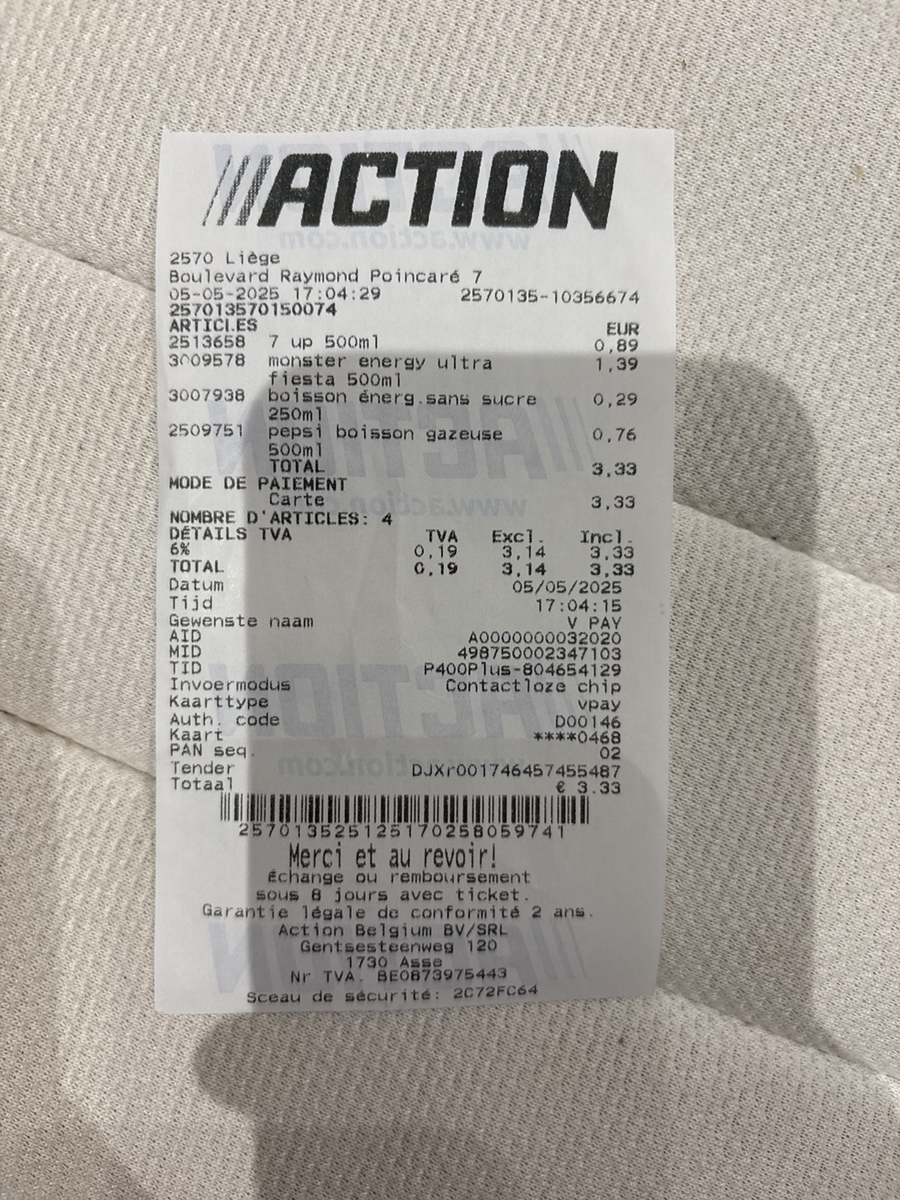 ACTION
2570 Liège
Boulevard Raymond Poincaré 7
05-05-2025 17:04:29 2570135-10356674
257013570150074
ARTICLES EUR
2513658 7 up 500ml 0,89
3009578 monster energy ultra 1,39
fiesta 500ml
3007938 boisson énerg.sans sucre 0,29
250ml
2509751 pepsi boisson gazeuse 0,76
500ml
TOTAL 3,33
MODE DE PAIEMENT
Carte 3,33
NOMBRE D'ARTICLES: 4
DÉTAILS TVA TVA Excl. Incl.
6% 0,19 3,14 3,33
TOTAL 0,19 3,14 3,33
Datum 05/05/2025
Tijd 17:04:15
Gewenste naam V PAY
AID A0000000032020
MID 498750002347103
TID P400Plus-804654129
Invoermodus Contactloze chip
Kaarttype vpay
Auth. code D00146
Kaart ****0468
PAN seq. 02
Tender DJXr001746457455487
Totaal € 3.33
257013525125170258059741
Merci et au revoir!
Échange ou remboursement
sous 8 jours avec ticket.
Garantie légale de conformité 2 ans.
Action Belgium BV/SRL
Gentsesteenweg 120
1730 Asse
Nr TVA. BE0873975443
Sceau de sécurité: 2C72FC64